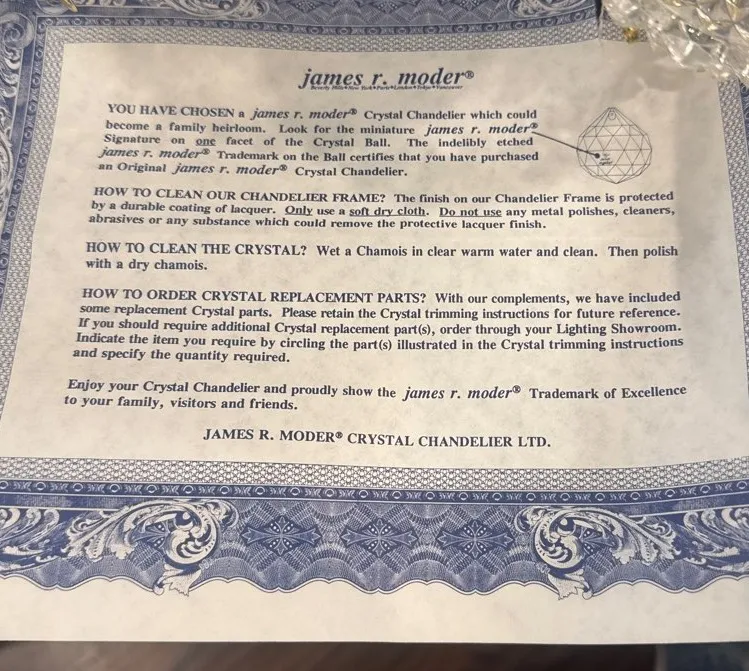 james r. moder®
Beverly Hills•New York•Paris•London•Tokyo•Vancouver
YOU HAVE CHOSEN a james r. moder® Crystal Chandelier which could
become a family heirloom. Look for the miniature james r. moder®
Signature on one facet of the Crystal Ball. The indelibly etched
james r. moder® Trademark on the Ball certifies that you have purchased
an Original james r. moder® Crystal Chandelier.
HOW TO CLEAN OUR CHANDELIER FRAME? The finish on our Chandelier Frame is protected
by a durable coating of lacquer. Only use a soft dry cloth. Do not use any metal polishes, cleaners,
abrasives or any substance which could remove the protective lacquer finish.
HOW TO CLEAN THE CRYSTAL? Wet a Chamois in clear warm water and clean. Then polish
with a dry chamois.
HOW TO ORDER CRYSTAL REPLACEMENT PARTS? With our complements, we have included
some replacement Crystal parts. Please retain the Crystal trimming instructions for future reference.
If you should require additional Crystal replacement part(s), order through your Lighting Showroom.
Indicate the item you require by circling the part(s) illustrated in the Crystal trimming instructions
and specify the quantity required.
Enjoy your Crystal Chandelier and proudly show the james r. moder® Trademark of Excellence
to your family, visitors and friends.
JAMES R. MODER® CRYSTAL CHANDELIER LTD.